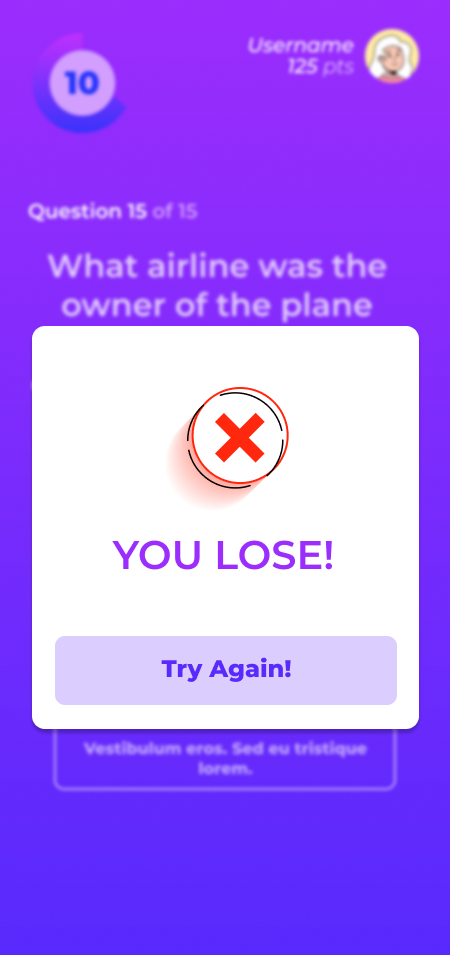 10
Username
125 pts
Question 15 of 15
What airline was the
owner of the plane
YOU LOSE!
Try Again!
Vestibulum eros. Sed eu tristique
lorem.